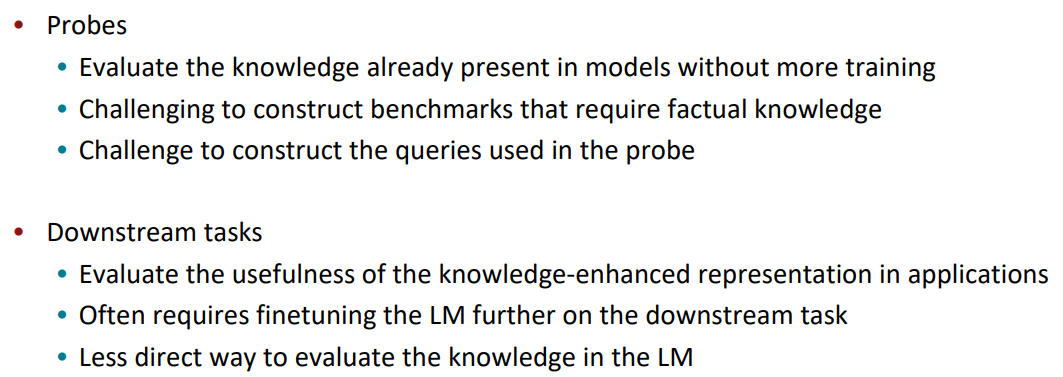 • Probes
• Evaluate the knowledge already present in models without more training
• Challenging to construct benchmarks that require factual knowledge
• Challenge to construct the queries used in the probe
• Downstream tasks
• Evaluate the usefulness of the knowledge-enhanced representation in applications
• Often requires finetuning the LM further on the downstream task
• Less direct way to evaluate the knowledge in the LM